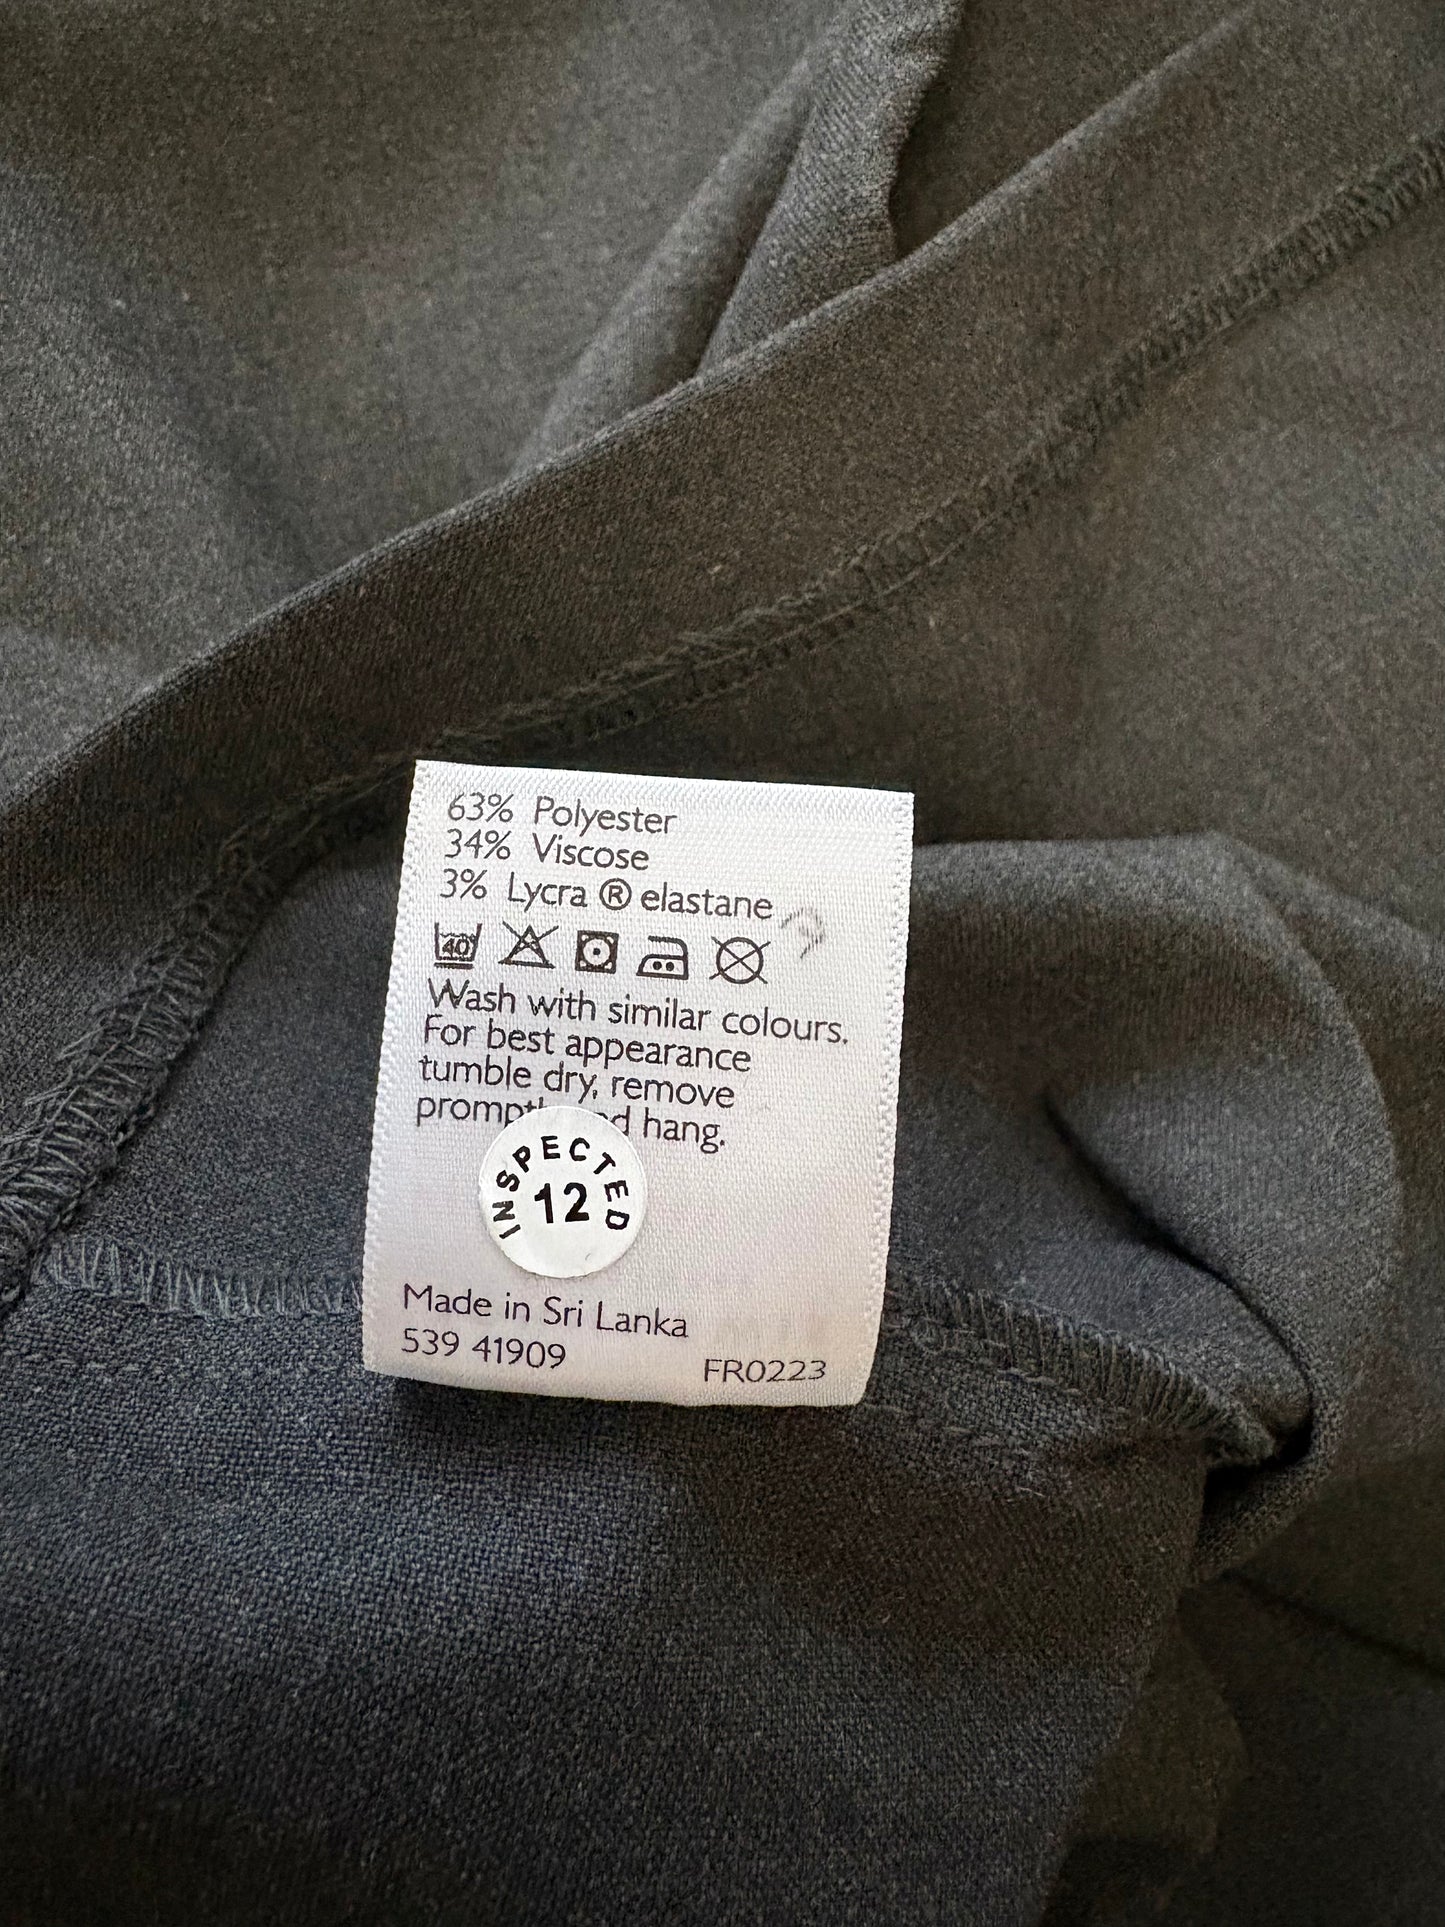 63% Polyester
34% Viscose
3% Lycra ® elastane
40
Wash with similar colours.
For best appearance
tumble dry, remove
hang.
INSPECTED
12
Made in Sri Lanka
539 41909
FR0223